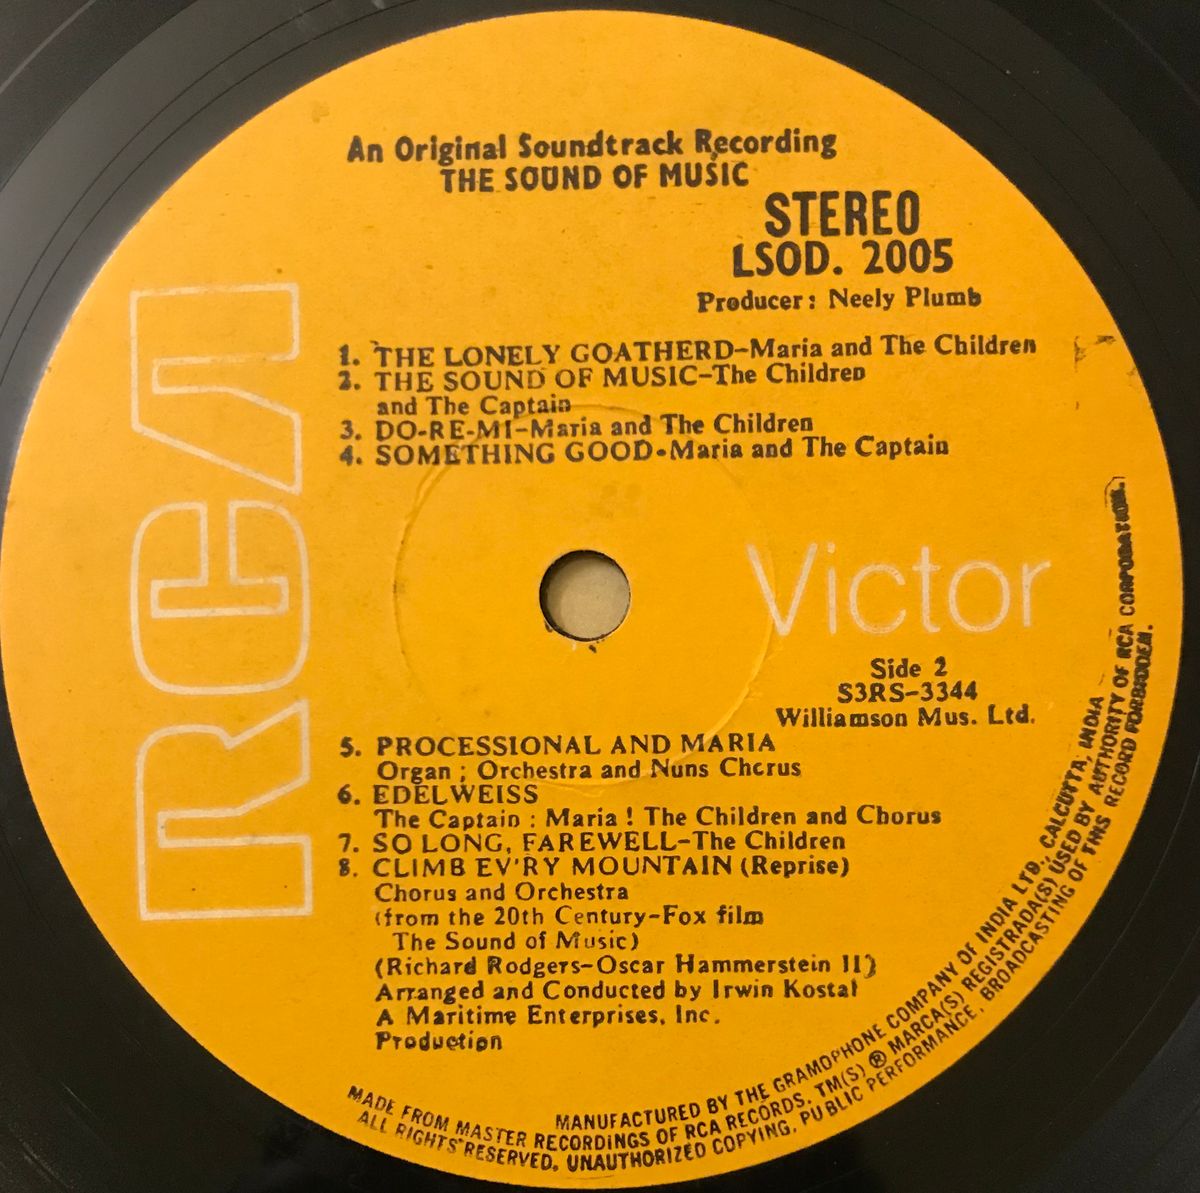 An Original Soundtrack Recording
THE SOUND OF MUSIC
STEREO
LSOD. 2005
Producer: Neely Plumb
1. THE LONELY GOATHERD-Maria and The Children
2. THE SOUND OF MUSIC-The Children
and The Captain
3. DO-RE-MI-Maria and The Children
4. SOMETHING GOOD-Maria and The Captain
RCA
Victor
Side 2
S3RS-3344
Williamson Mus. Ltd.
5. PROCESSIONAL AND MARIA
Organ ; Orchestra and Nuns Chorus
6. EDELWEISS
The Captain : Maria ! The Children and Chorus
7. SO LONG, FAREWELL-The Children
8. CLIMB EV'RY MOUNTAIN (Reprise)
Chorus and Orchestra
(from the 20th Century-Fox film
The Sound of Music)
(Richard Rodgers-Oscar Hammerstein II)
Arranged and Conducted by Irwin Kostal
A Maritime Enterprises, Inc.
Production
MANUFACTURED BY THE GRAMOPHONE COMPANY OF INDIA LTD., CALCUTTA, INDIA
MADE FROM MASTER RECORDINGS OF RCA RECORDS. TM(S) ® MARCA(S) REGISTRADA(S) USED BY AUTHORITY OF RCA CORPORATION.
ALL RIGHTS RESERVED, UNAUTHORIZED COPYING, PUBLIC PERFORMANCE, BROADCASTING OF THIS RECORD FORBIDDEN.